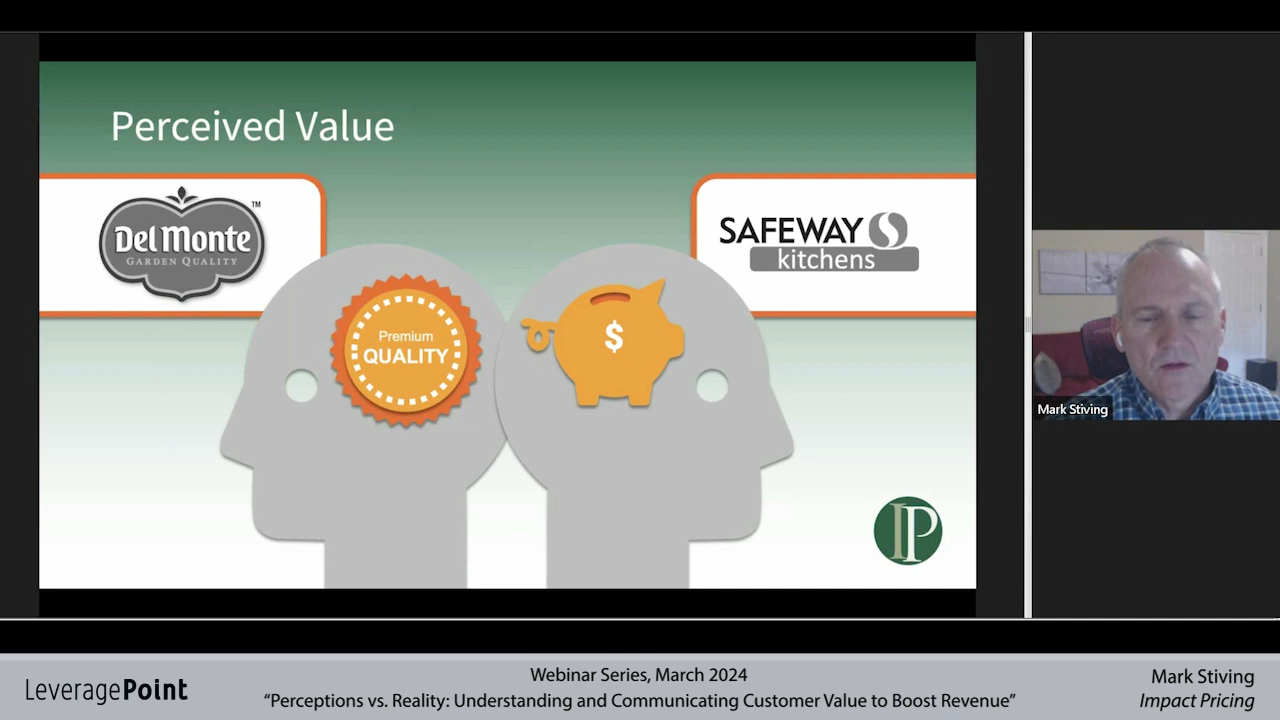 Perceived Value
Del Monte
™
GARDEN QUALITY
SAFEWAY
kitchens
Premium
QUALITY
$
IP
Mark Stiving
LeveragePoint
Webinar Series, March 2024
“Perceptions vs. Reality: Understanding and Communicating Customer Value to Boost Revenue”
Mark Stiving
Impact Pricing